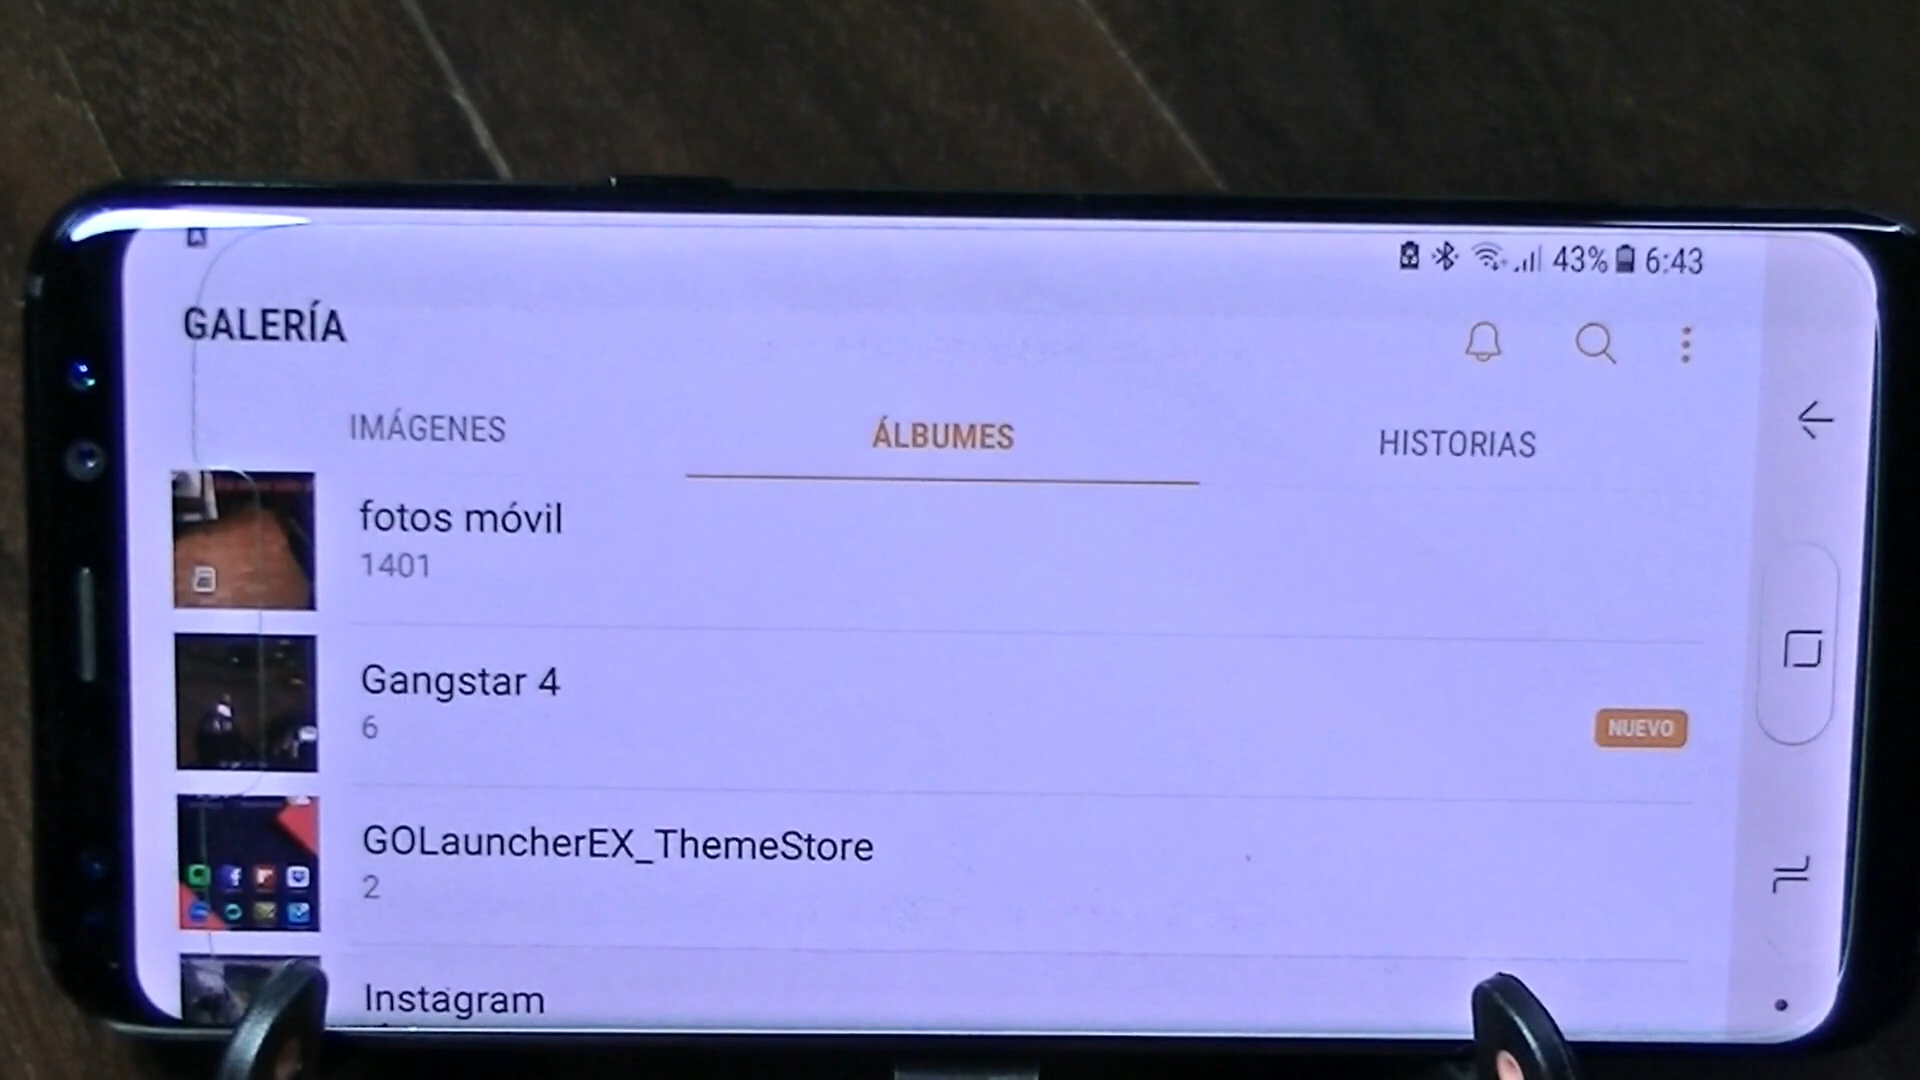 43% 6:43
GALERÍA
IMÁGENES ÁLBUMES HISTORIAS
fotos móvil
1401
Gangstar 4
6
NUEVO
GOLauncherEX_ThemeStore
2
Instagram